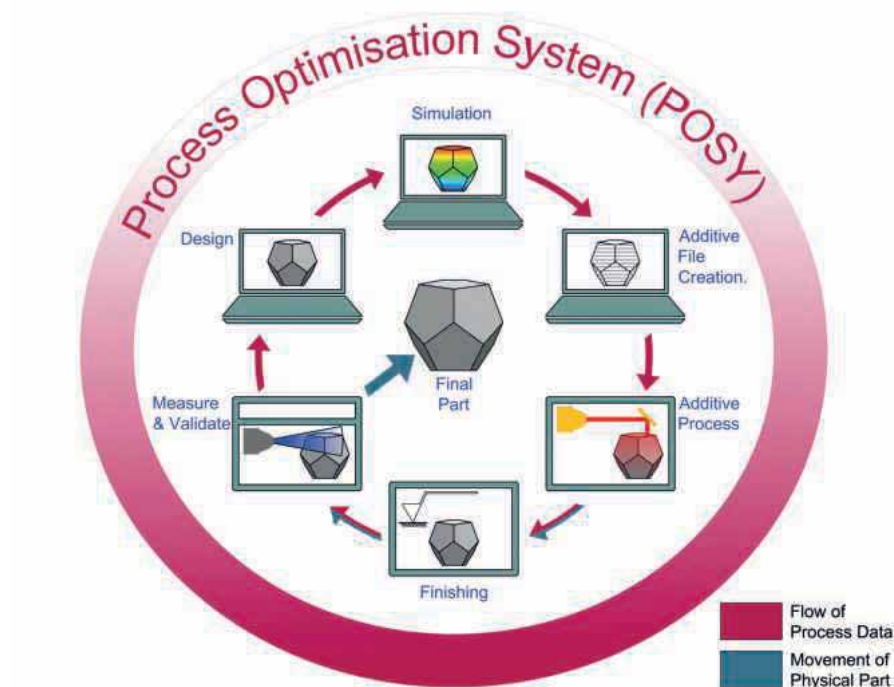 Process Optimisation System (POSY)
Simulation
Design
Additive
File
Creation.
Final
Part
Measure
& Validate
Additive
Process
Finishing
Flow of
Process Data
Movement of
Physical Part